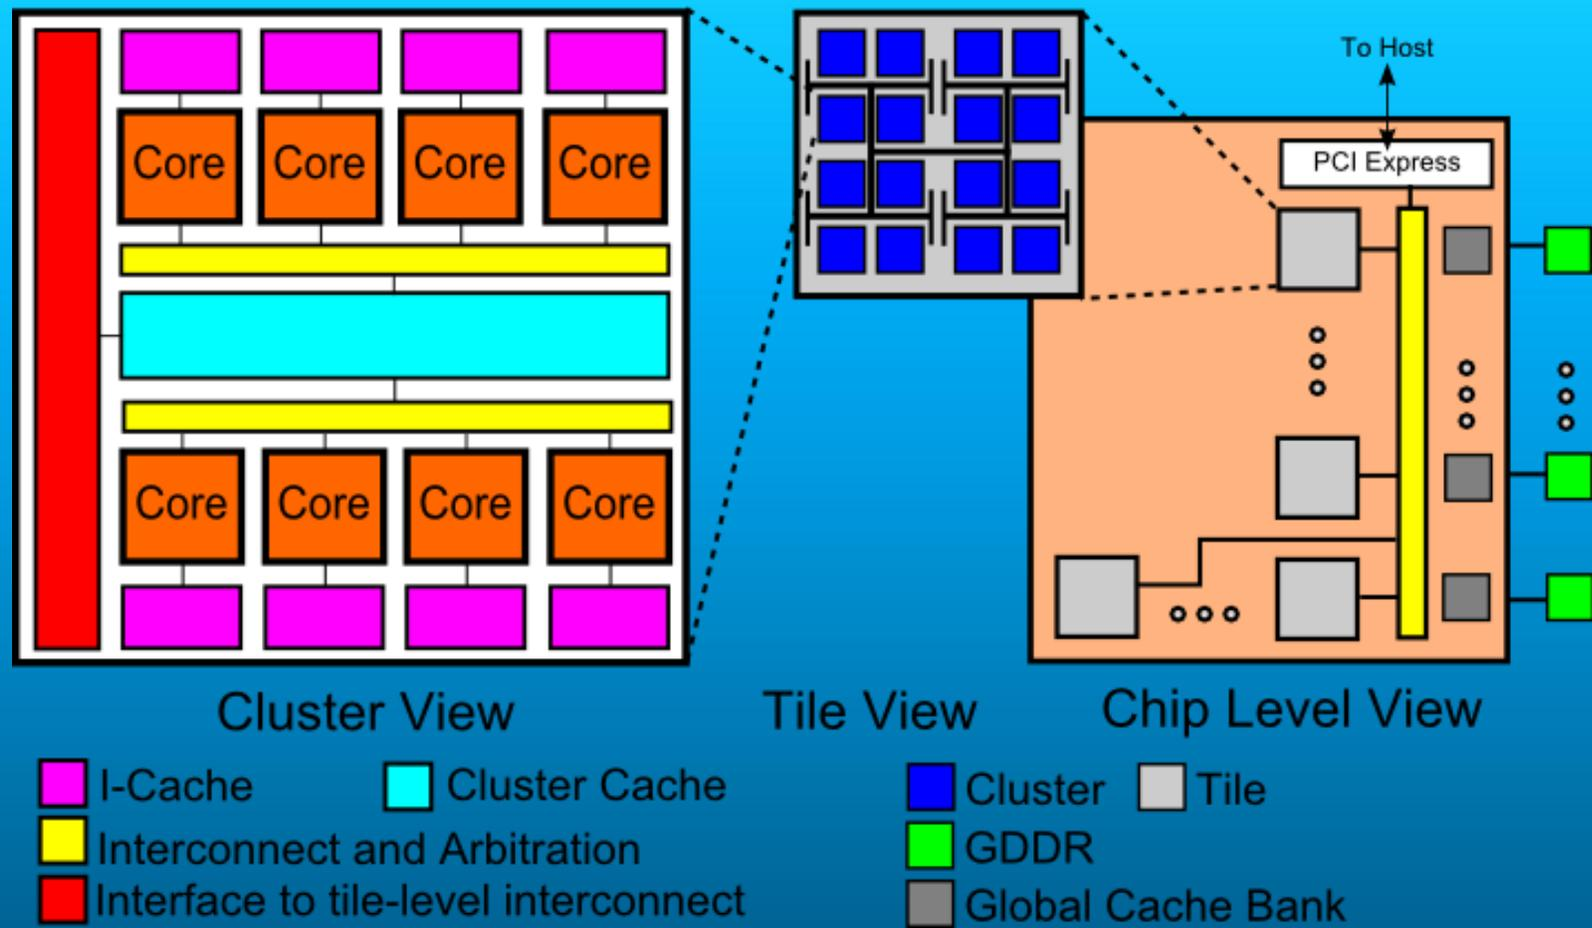 To Host
PCI Express
Core Core Core Core
Core Core Core Core
Cluster View
Tile View
Chip Level View
I-Cache
Cluster Cache
Interconnect and Arbitration
Interface to tile-level interconnect
Cluster
Tile
GDDR
Global Cache Bank